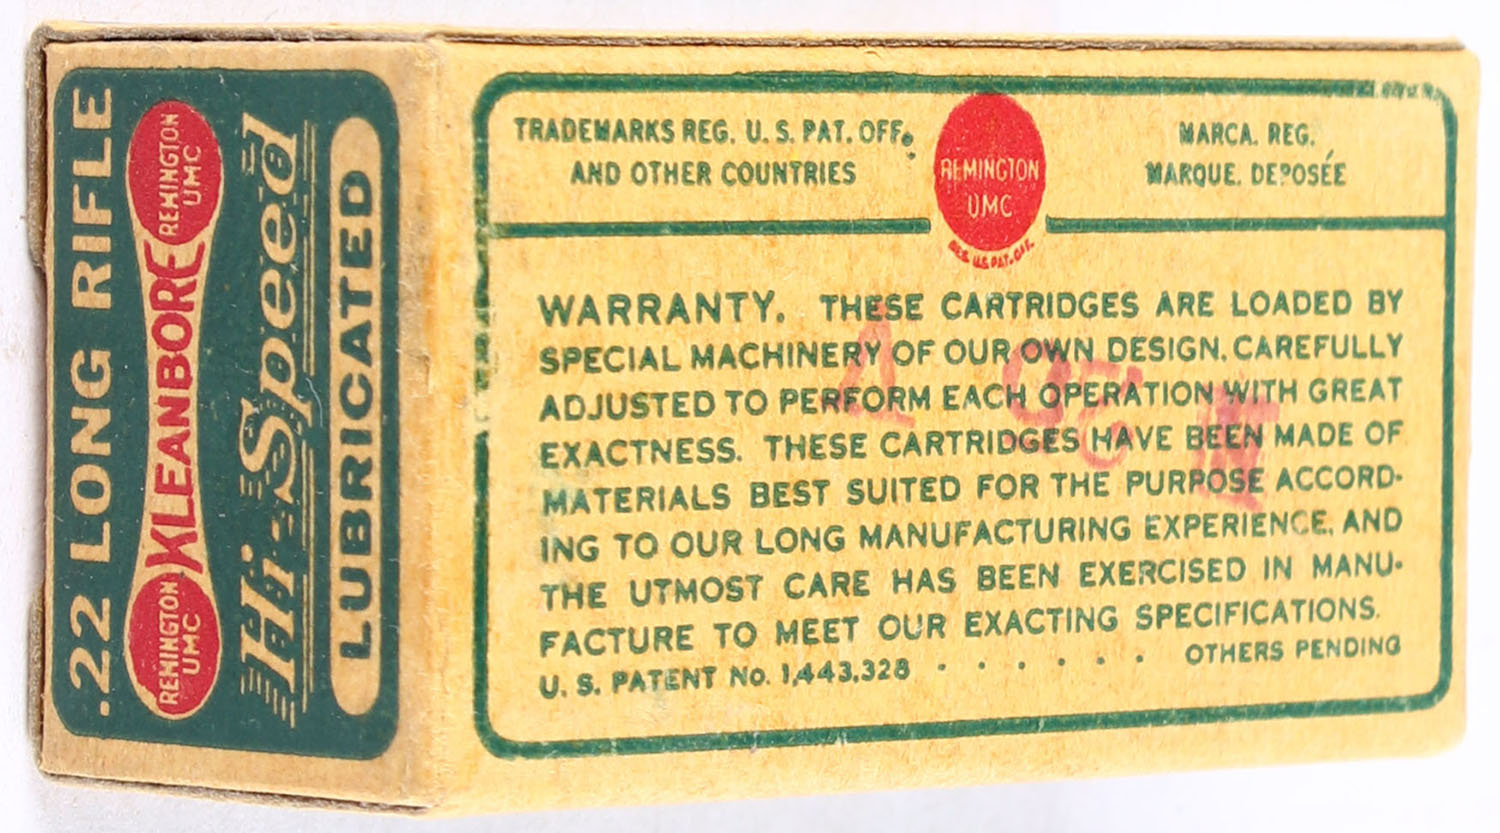 .22 LONG RIFLE
REMINGTON
UMC
KLEANBORE
REMINGTON
UMC
Hi-Speed
LUBRICATED
TRADEMARKS REG. U. S. PAT. OFF.
AND OTHER COUNTRIES
REMINGTON
UMC
REG. U.S. PAT. OFF.
MARCA. REG.
MARQUE. DEPOSÉE
WARRANTY. THESE CARTRIDGES ARE LOADED BY
SPECIAL MACHINERY OF OUR OWN DESIGN, CAREFULLY
ADJUSTED TO PERFORM EACH OPERATION WITH GREAT
EXACTNESS. THESE CARTRIDGES HAVE BEEN MADE OF
MATERIALS BEST SUITED FOR THE PURPOSE ACCORD-
ING TO OUR LONG MANUFACTURING EXPERIENCE, AND
THE UTMOST CARE HAS BEEN EXERCISED IN MANU-
FACTURE TO MEET OUR EXACTING SPECIFICATIONS.
U. S. PATENT No. 1,443,328 . . . . . . OTHERS PENDING